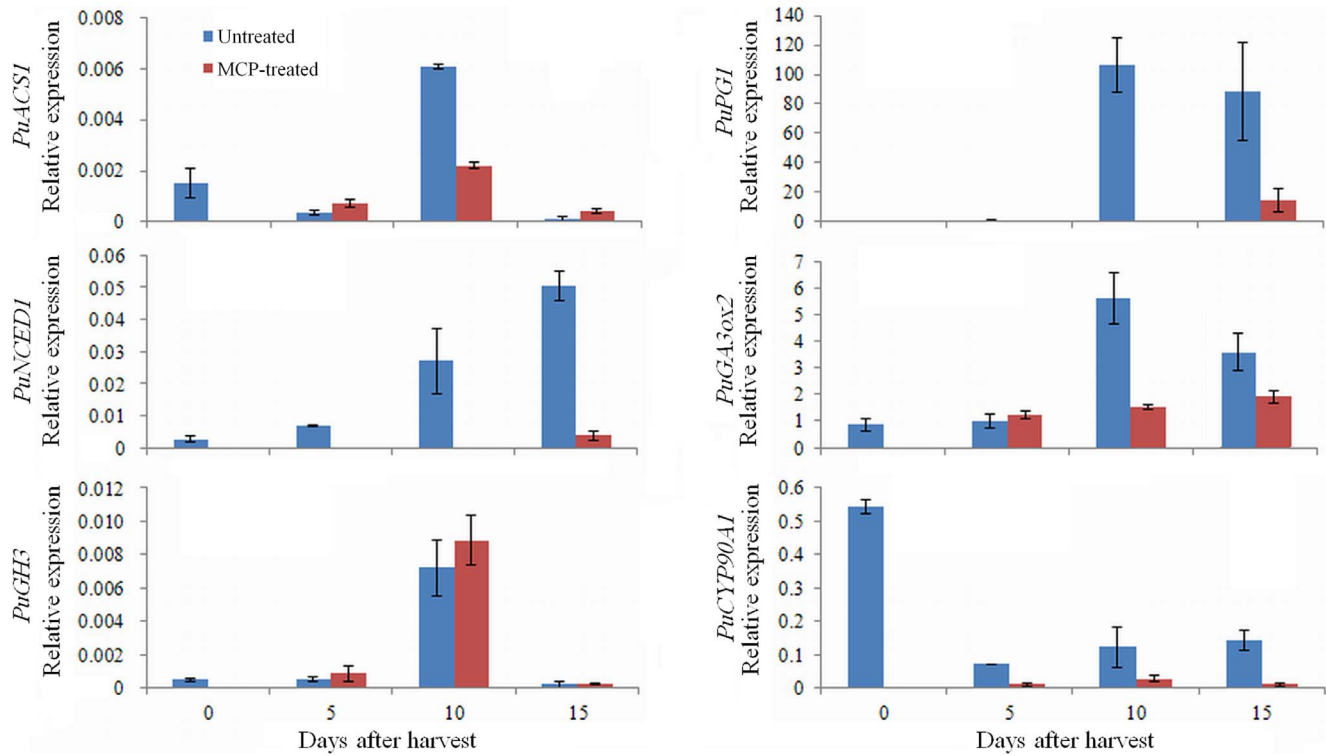 PuACS1
Relative expression
0.008
0.006
0.004
0.002
0
Untreated
MCP-treated
PuPG1
Relative expression
140
120
100
80
60
40
20
0
PuNCED1
Relative expression
0.06
0.05
0.04
0.03
0.02
0.01
0
PuGA3ox2
Relative expression
7
6
5
4
3
2
1
0
PuGH3
Relative expression
0.012
0.010
0.008
0.006
0.004
0.002
0
0 5 10 15
Days after harvest
PuCYP90A1
Relative expression
0.6
0.5
0.4
0.3
0.2
0.1
0
0 5 10 15
Days after harvest